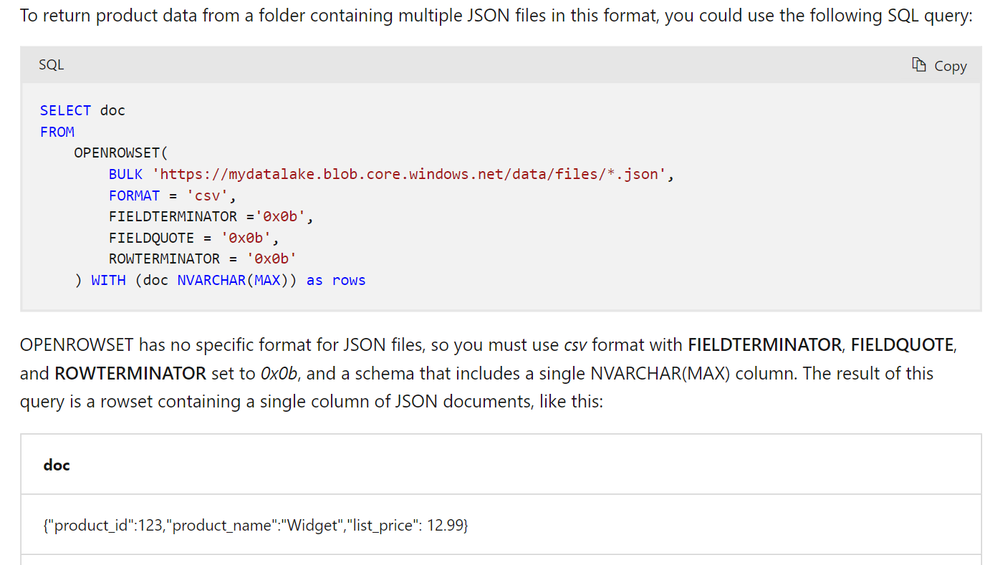 To return product data from a folder containing multiple JSON files in this format, you could use the following SQL query:
SQL
Copy
SELECT doc
FROM
    OPENROWSET(
        BULK 'https://mydatalake.blob.core.windows.net/data/files/*.json',
        FORMAT = 'csv',
        FIELDTERMINATOR ='0x0b',
        FIELDQUOTE = '0x0b',
        ROWTERMINATOR = '0x0b'
    ) WITH (doc NVARCHAR(MAX)) as rows
OPENROWSET has no specific format for JSON files, so you must use csv format with FIELDTERMINATOR, FIELDQUOTE,
and ROWTERMINATOR set to 0x0b, and a schema that includes a single NVARCHAR(MAX) column. The result of this
query is a rowset containing a single column of JSON documents, like this:
doc
{"product_id":123,"product_name":"Widget","list_price": 12.99}